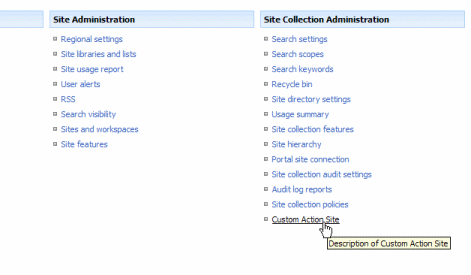 Site Administration
Regional settings
Site libraries and lists
Site usage report
User alerts
RSS
Search visibility
Sites and workspaces
Site features
Site Collection Administration
Search settings
Search scopes
Search keywords
Recycle bin
Site directory settings
Usage summary
Site collection features
Site hierarchy
Portal site connection
Site collection audit settings
Audit log reports
Site collection policies
Custom Action Site
Description of Custom Action Site